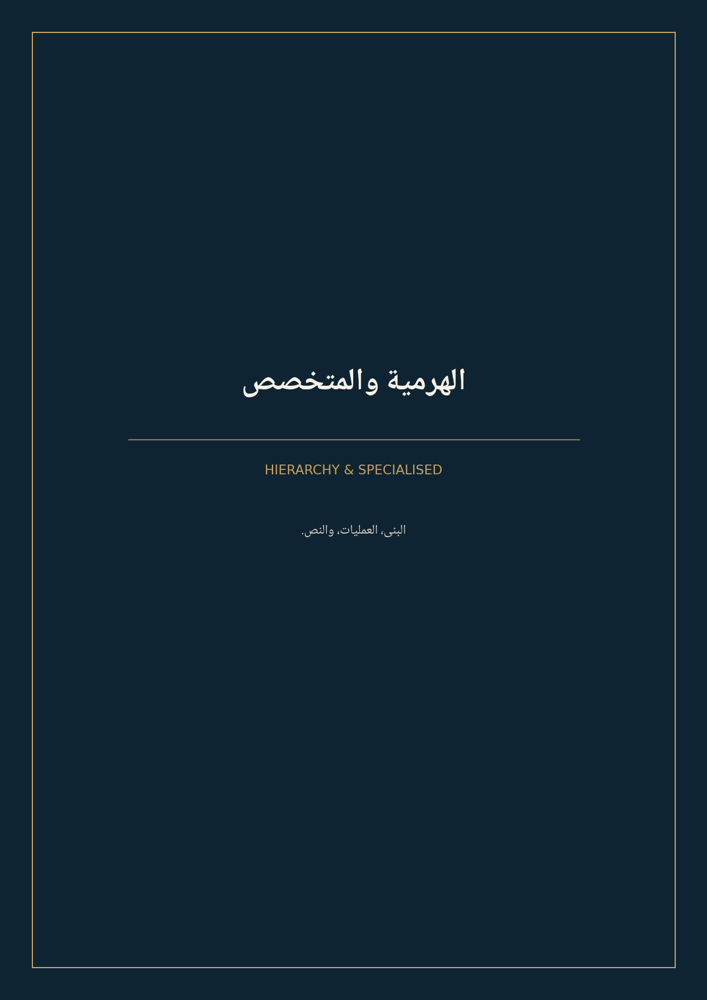 الهرمية والمتخصص
HIERARCHY & SPECIALISED
البنى، العمليات، والنص.